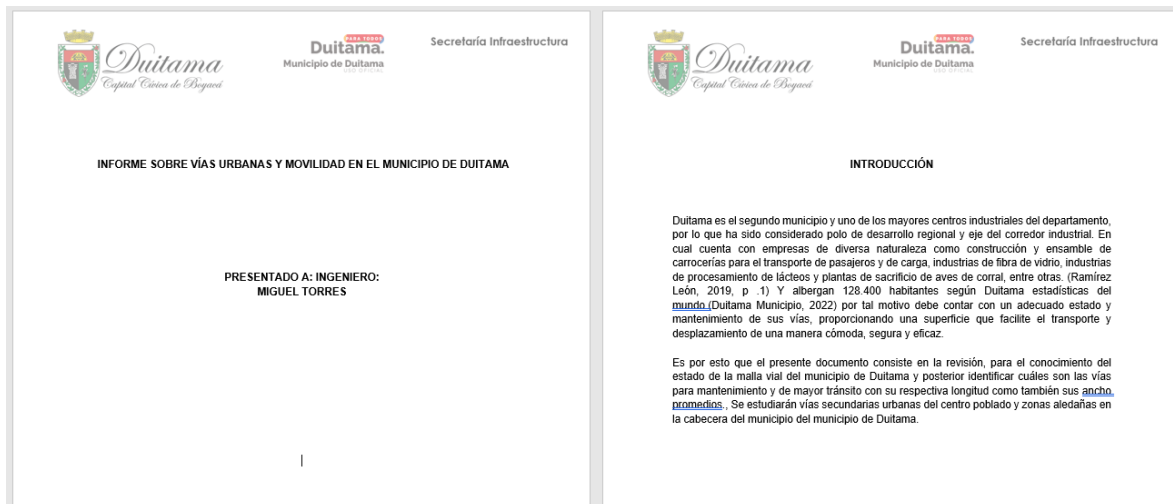 Duitama
Capital Cívica de Boyacá
PARA TODOS
Duitama.
Municipio de Duitama
USO OFICIAL
Secretaría Infraestructura
INFORME SOBRE VÍAS URBANAS Y MOVILIDAD EN EL MUNICIPIO DE DUITAMA
PRESENTADO A: INGENIERO:
MIGUEL TORRES
Duitama
Capital Cívica de Boyacá
PARA TODOS
Duitama.
Municipio de Duitama
USO OFICIAL
Secretaría Infraestructura
INTRODUCCIÓN
Duitama es el segundo municipio y uno de los mayores centros industriales del departamento,
por lo que ha sido considerado polo de desarrollo regional y eje del corredor industrial. En
cual cuenta con empresas de diversa naturaleza como construcción y ensamble de
carrocerías para el transporte de pasajeros y de carga, industrias de fibra de vidrio, industrias
de procesamiento de lácteos y plantas de sacrificio de aves de corral, entre otras. (Ramírez
León, 2019, p .1) Y albergan 128.400 habitantes según Duitama estadísticas del
mundo.(Duitama Municipio, 2022) por tal motivo debe contar con un adecuado estado y
mantenimiento de sus vías, proporcionando una superficie que facilite el transporte y
desplazamiento de una manera cómoda, segura y eficaz.
Es por esto que el presente documento consiste en la revisión, para el conocimiento del
estado de la malla vial del municipio de Duitama y posterior identificar cuáles son las vías
para mantenimiento y de mayor tránsito con su respectiva longitud como también sus ancho
promedios., Se estudiarán vías secundarias urbanas del centro poblado y zonas aledañas en
la cabecera del municipio del municipio de Duitama.